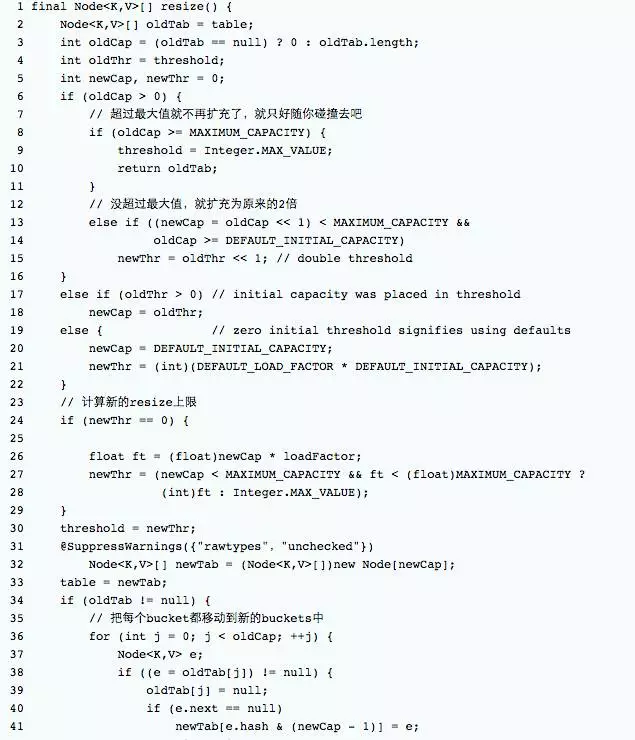 1 final Node<K,V>[] resize() {
2     Node<K,V>[] oldTab = table;
3     int oldCap = (oldTab == null) ? 0 : oldTab.length;
4     int oldThr = threshold;
5     int newCap, newThr = 0;
6     if (oldCap > 0) {
7         // 超过最大值就不再扩充了，就只好随你碰撞去吧
8         if (oldCap >= MAXIMUM_CAPACITY) {
9             threshold = Integer.MAX_VALUE;
10             return oldTab;
11         }
12         // 没超过最大值，就扩充为原来的2倍
13         else if ((newCap = oldCap << 1) < MAXIMUM_CAPACITY &&
14                  oldCap >= DEFAULT_INITIAL_CAPACITY)
15             newThr = oldThr << 1; // double threshold
16     }
17     else if (oldThr > 0) // initial capacity was placed in threshold
18         newCap = oldThr;
19     else {               // zero initial threshold signifies using defaults
20         newCap = DEFAULT_INITIAL_CAPACITY;
21         newThr = (int)(DEFAULT_LOAD_FACTOR * DEFAULT_INITIAL_CAPACITY);
22     }
23     // 计算新的resize上限
24     if (newThr == 0) {
25
26         float ft = (float)newCap * loadFactor;
27         newThr = (newCap < MAXIMUM_CAPACITY && ft < (float)MAXIMUM_CAPACITY ?
28                   (int)ft : Integer.MAX_VALUE);
29     }
30     threshold = newThr;
31     @SuppressWarnings({"rawtypes","unchecked"})
32         Node<K,V>[] newTab = (Node<K,V>[])new Node[newCap];
33     table = newTab;
34     if (oldTab != null) {
35         // 把每个bucket都移动到新的buckets中
36         for (int j = 0; j < oldCap; ++j) {
37             Node<K,V> e;
38             if ((e = oldTab[j]) != null) {
39                 oldTab[j] = null;
40                 if (e.next == null)
41                     newTab[e.hash & (newCap - 1)] = e;